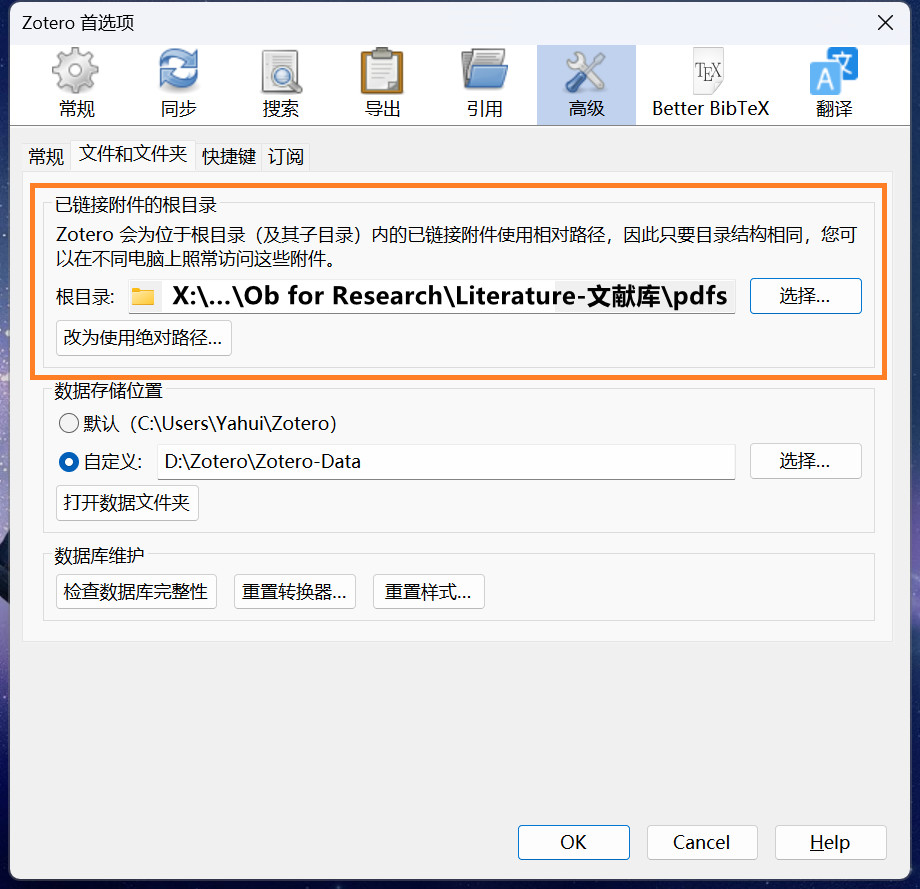 Zotero 首选项
常规 同步 搜索 导出 引用 高级 Better BibTeX 翻译
常规 文件和文件夹 快捷键 订阅
已链接附件的根目录
Zotero 会为位于根目录（及其子目录）内的已链接附件使用相对路径，因此只要目录结构相同，您可
以在不同电脑上照常访问这些附件。
根目录: X:\...\Ob for Research\Literature-文献库\pdfs 选择...
改为使用绝对路径...
数据存储位置
默认（C:\Users\Yahui\Zotero）
自定义: D:\Zotero\Zotero-Data 选择...
打开数据文件夹
数据库维护
检查数据库完整性 重置转换器... 重置样式...
OK Cancel Help